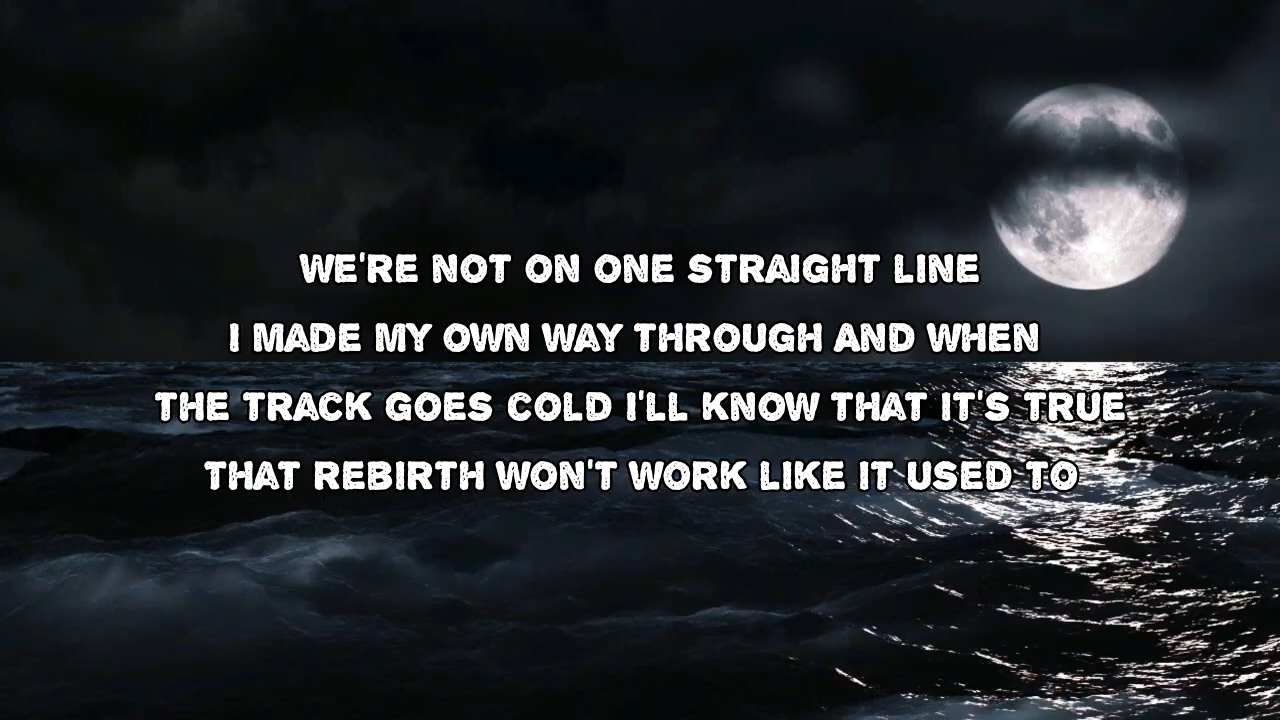 WE'RE NOT ON ONE STRAIGHT LINE
I MADE MY OWN WAY THROUGH AND WHEN
THE TRACK GOES COLD I'LL KNOW THAT IT'S TRUE
THAT REBIRTH WON'T WORK LIKE IT USED TO